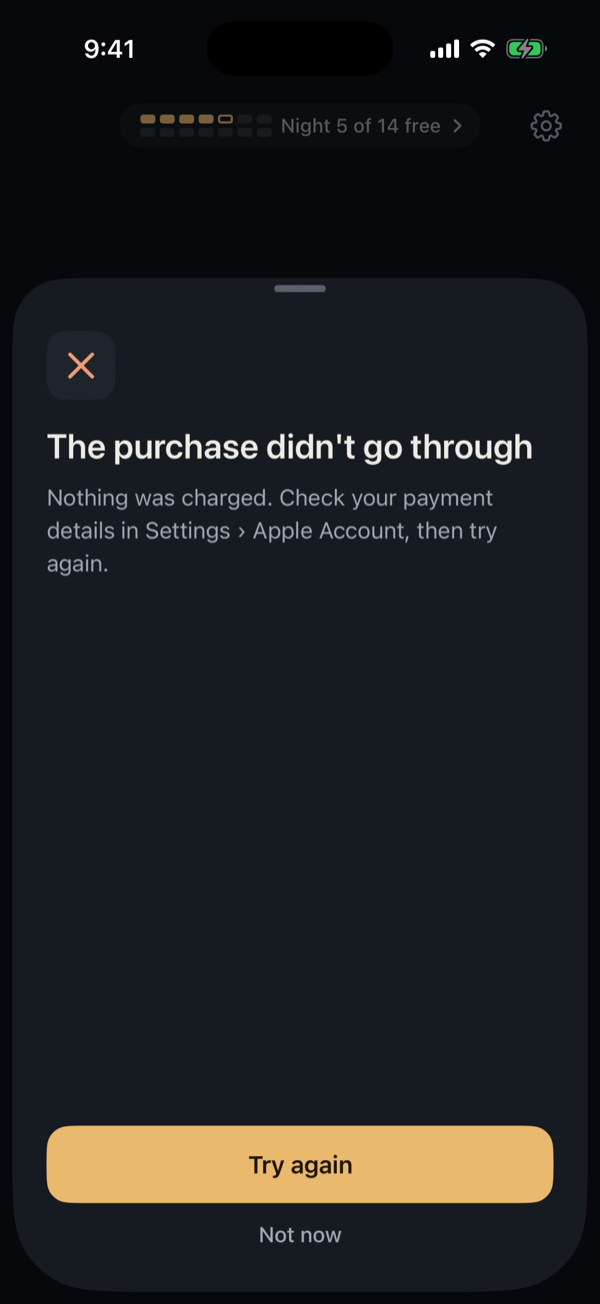 9:41
Night 5 of 14 free
The purchase didn't go through
Nothing was charged. Check your payment
details in Settings › Apple Account, then try
again.
Try again
Not now